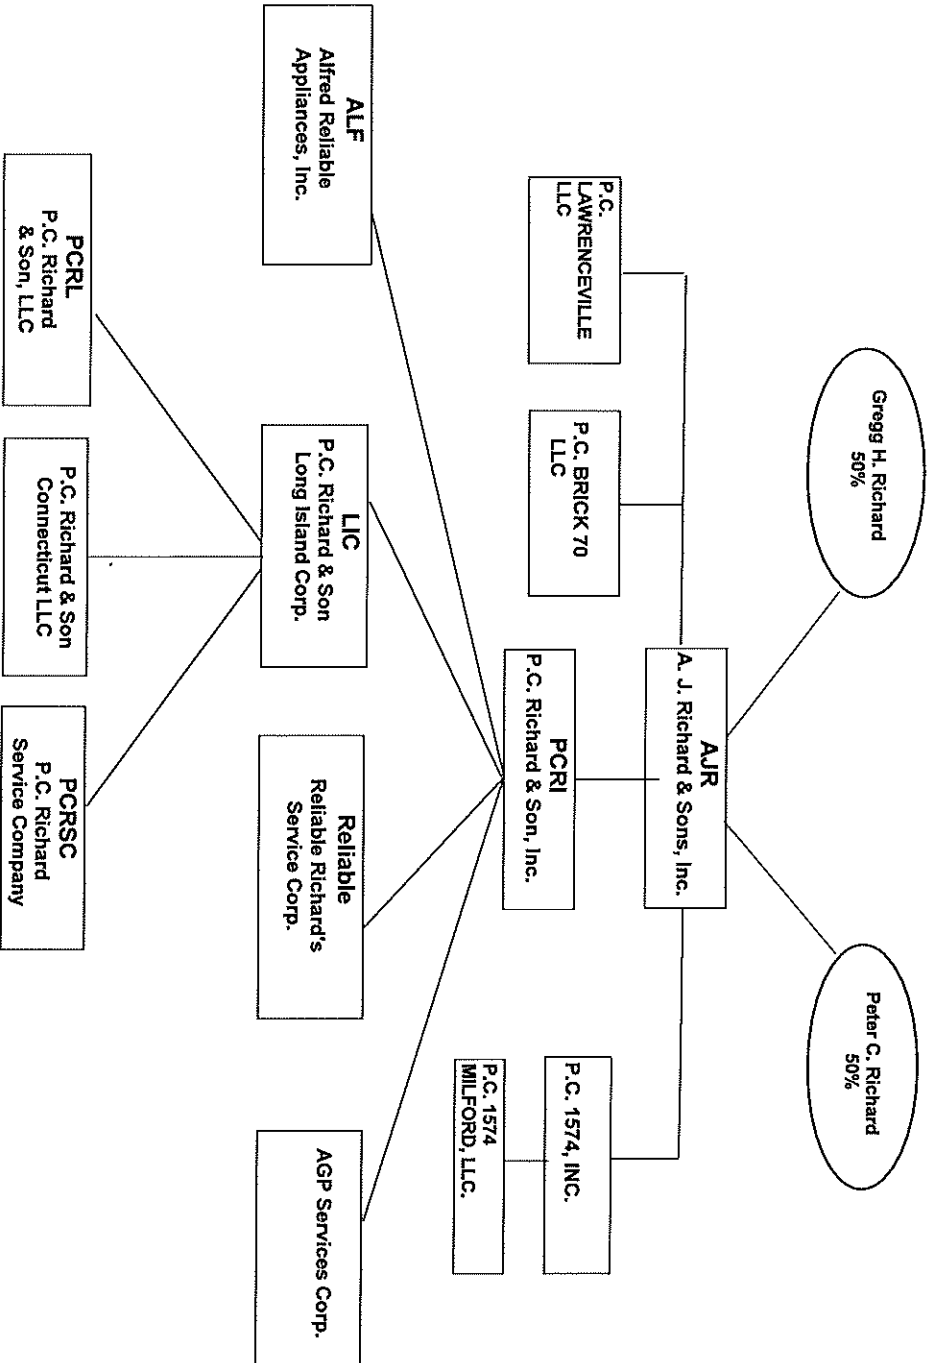 Gregg H. Richard
50%
Peter C. Richard
50%
AJR
A. J. Richard & Sons, Inc.
P.C.
LAWRENCEVILLE
LLC
P.C. BRICK 70
LLC
PCRI
P.C. Richard & Son, Inc.
P.C. 1574, INC.
P.C. 1574
MILFORD, LLC.
ALF
Alfred Reliable
Appliances, Inc.
LIC
P.C. Richard & Son
Long Island Corp.
Reliable
Reliable Richard's
Service Corp.
AGP Services Corp.
PCRL
P.C. Richard
& Son, LLC
P.C. Richard & Son
Connecticut LLC
PCRSC
P.C. Richard
Service Company